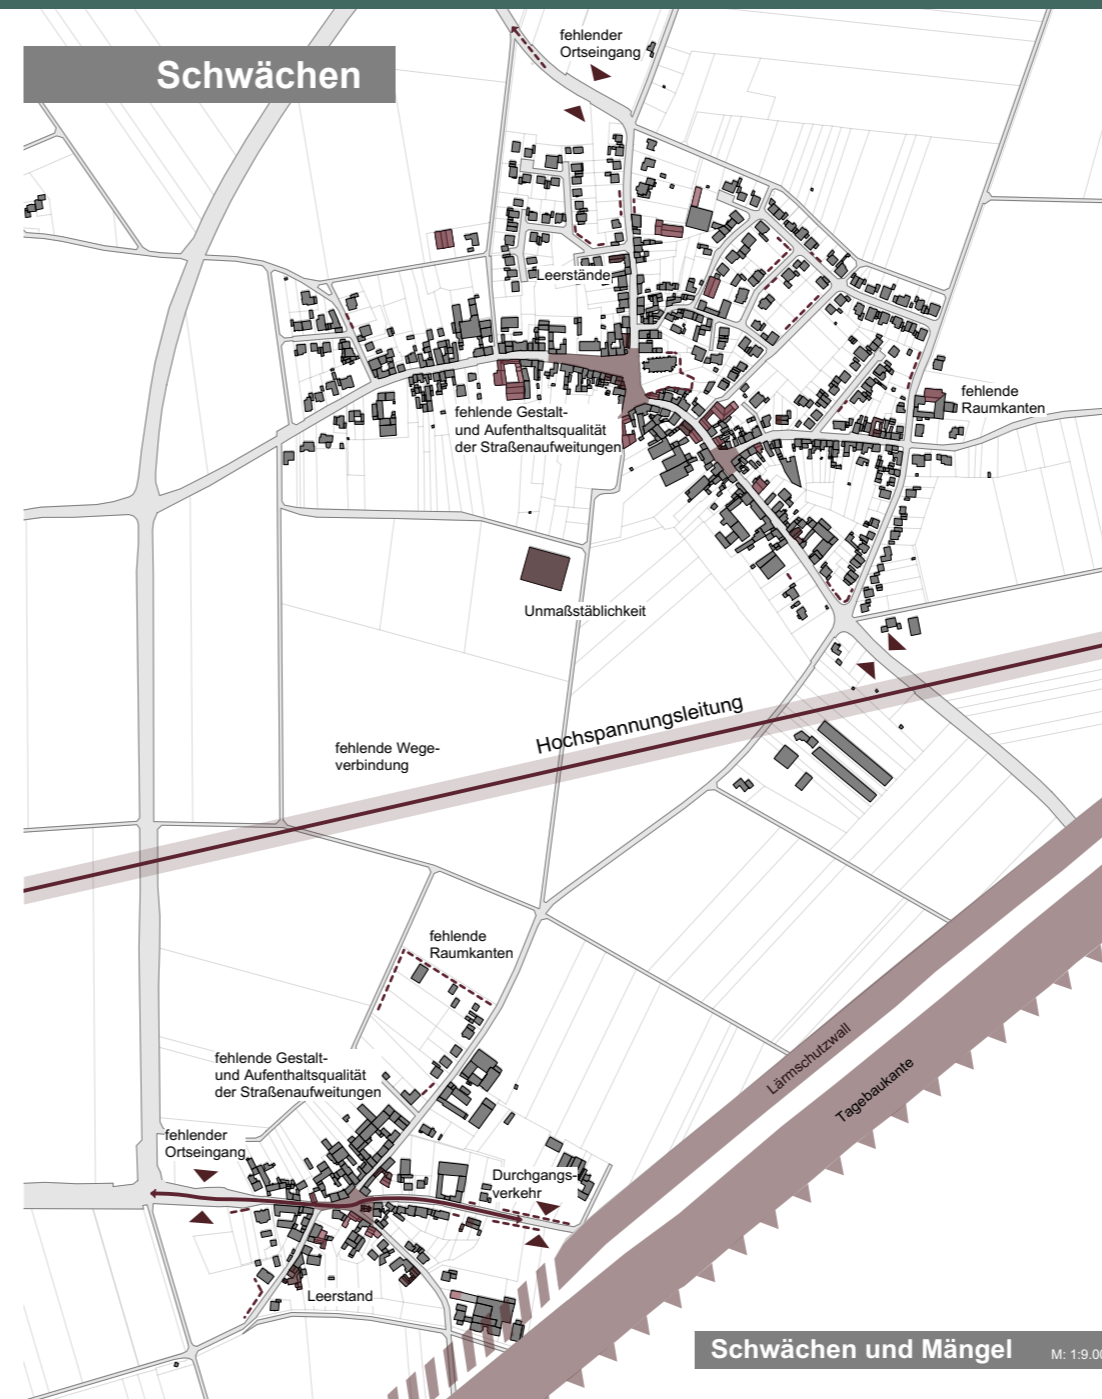 fehlender
Ortseingang
Schwächen
Leerstände
fehlende
Raumkanten
fehlende Gestalt-
und Aufenthaltsqualität
der Straßenaufweitungen
Unmaßstäblichkeit
Hochspannungsleitung
fehlende Wege-
verbindung
fehlende
Raumkanten
Lärmschutzwall
Tagebaukante
fehlende Gestalt-
und Aufenthaltsqualität
der Straßenaufweitungen
fehlender
Ortseingang
Durchgangs-
verkehr
Leerstand
Schwächen und Mängel
M: 1:9.00